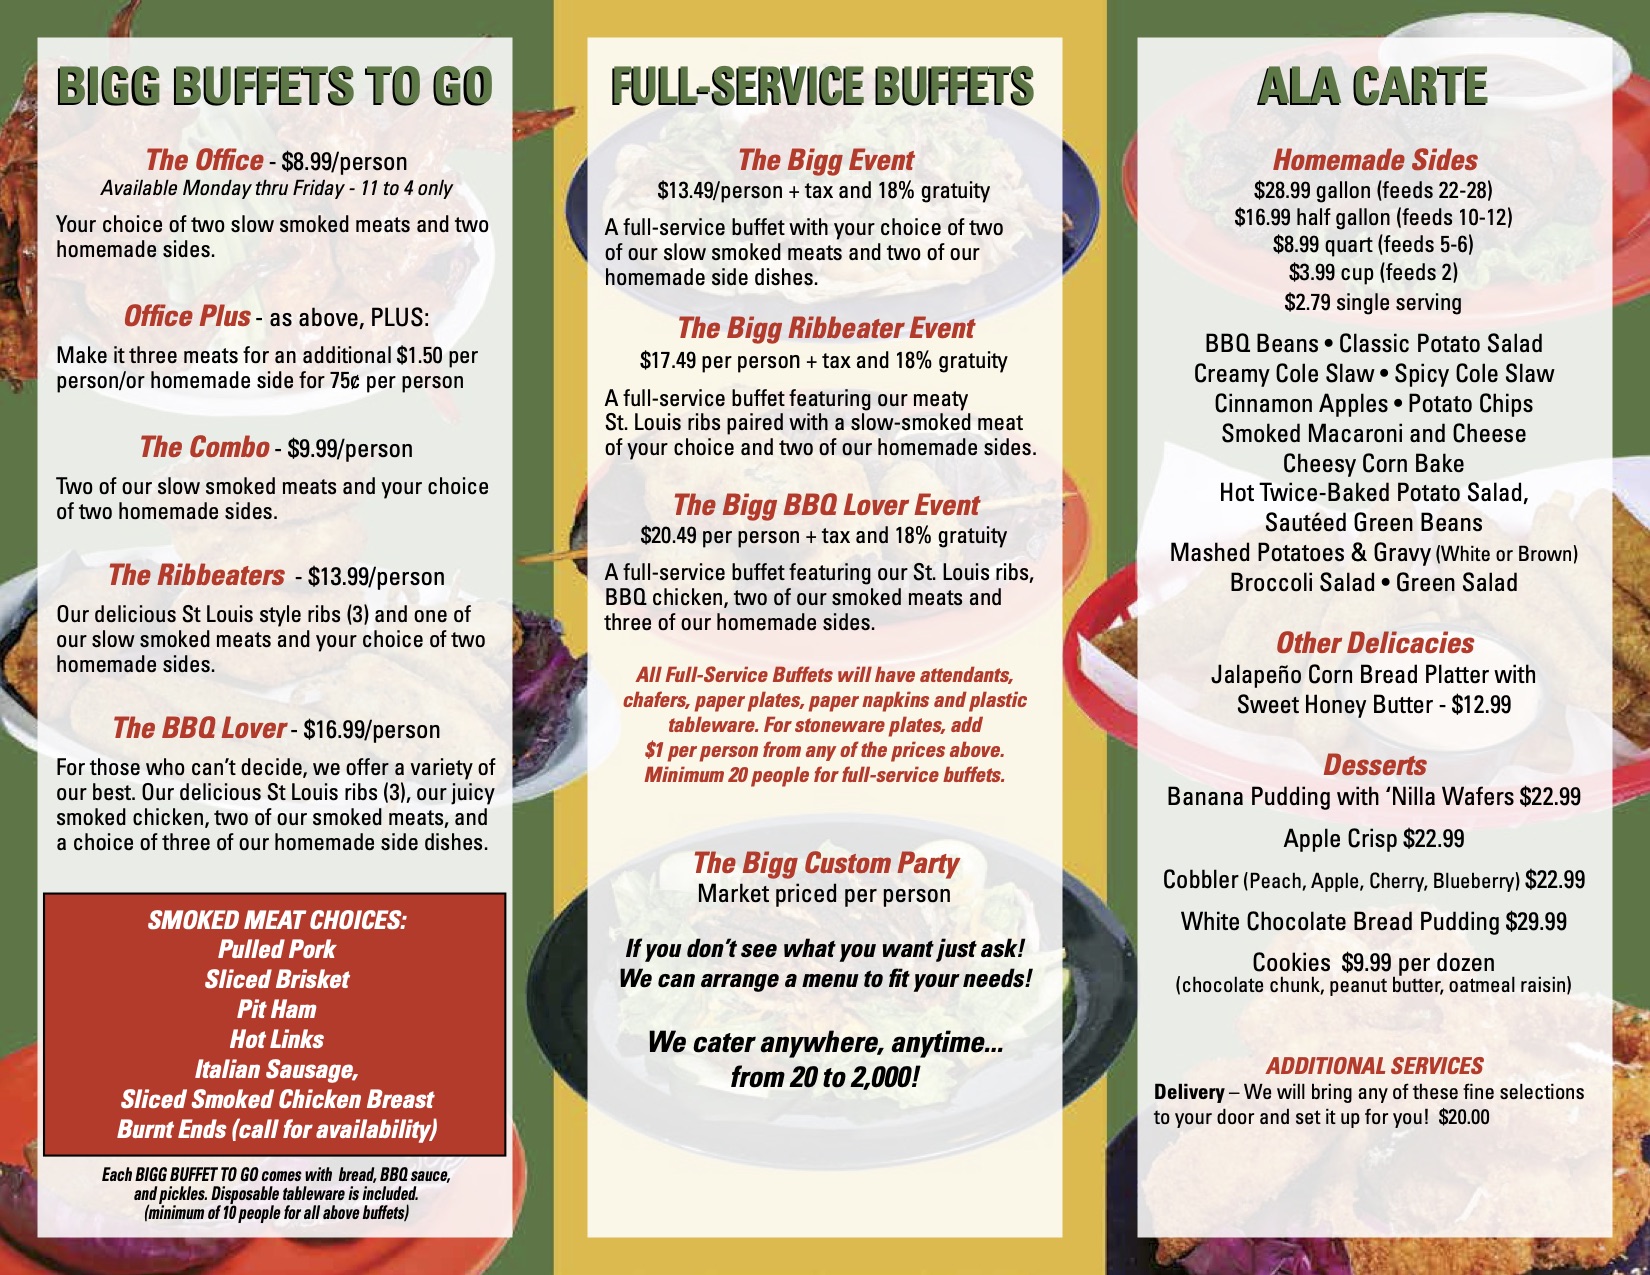 BIGG BUFFETS TO GO
The Office - $8.99/person
Available Monday thru Friday - 11 to 4 only
Your choice of two slow smoked meats and two
homemade sides.
Office Plus - as above, PLUS:
Make it three meats for an additional $1.50 per
person/or homemade side for 75¢ per person
The Combo - $9.99/person
Two of our slow smoked meats and your choice
of two homemade sides.
The Ribbeaters - $13.99/person
Our delicious St Louis style ribs (3) and one of
our slow smoked meats and your choice of two
homemade sides.
The BBQ Lover - $16.99/person
For those who can't decide, we offer a variety of
our best. Our delicious St Louis ribs (3), our juicy
smoked chicken, two of our smoked meats, and
a choice of three of our homemade side dishes.
SMOKED MEAT CHOICES:
Pulled Pork
Sliced Brisket
Pit Ham
Hot Links
Italian Sausage,
Sliced Smoked Chicken Breast
Burnt Ends (call for availability)
Each BIGG BUFFET TO GO comes with bread, BBQ sauce,
and pickles. Disposable tableware is included.
(minimum of 10 people for all above buffets)
FULL-SERVICE BUFFETS
The Bigg Event
$13.49/person + tax and 18% gratuity
A full-service buffet with your choice of two
of our slow smoked meats and two of our
homemade side dishes.
The Bigg Ribbeater Event
$17.49 per person + tax and 18% gratuity
A full-service buffet featuring our meaty
St. Louis ribs paired with a slow-smoked meat
of your choice and two of our homemade sides.
The Bigg BBQ Lover Event
$20.49 per person + tax and 18% gratuity
A full-service buffet featuring our St. Louis ribs,
BBQ chicken, two of our smoked meats and
three of our homemade sides.
All Full-Service Buffets will have attendants,
chafers, paper plates, paper napkins and plastic
tableware. For stoneware plates, add
$1 per person from any of the prices above.
Minimum 20 people for full-service buffets.
The Bigg Custom Party
Market priced per person
If you don't see what you want just ask!
We can arrange a menu to fit your needs!
We cater anywhere, anytime...
from 20 to 2,000!
ALA CARTE
Homemade Sides
$28.99 gallon (feeds 22-28)
$16.99 half gallon (feeds 10-12)
$8.99 quart (feeds 5-6)
$3.99 cup (feeds 2)
$2.79 single serving
BBQ Beans • Classic Potato Salad
Creamy Cole Slaw • Spicy Cole Slaw
Cinnamon Apples • Potato Chips
Smoked Macaroni and Cheese
Cheesy Corn Bake
Hot Twice-Baked Potato Salad,
Sautéed Green Beans
Mashed Potatoes & Gravy (White or Brown)
Broccoli Salad • Green Salad
Other Delicacies
Jalapeño Corn Bread Platter with
Sweet Honey Butter - $12.99
Desserts
Banana Pudding with 'Nilla Wafers $22.99
Apple Crisp $22.99
Cobbler (Peach, Apple, Cherry, Blueberry) $22.99
White Chocolate Bread Pudding $29.99
Cookies $9.99 per dozen
(chocolate chunk, peanut butter, oatmeal raisin)
ADDITIONAL SERVICES
Delivery – We will bring any of these fine selections
to your door and set it up for you! $20.00